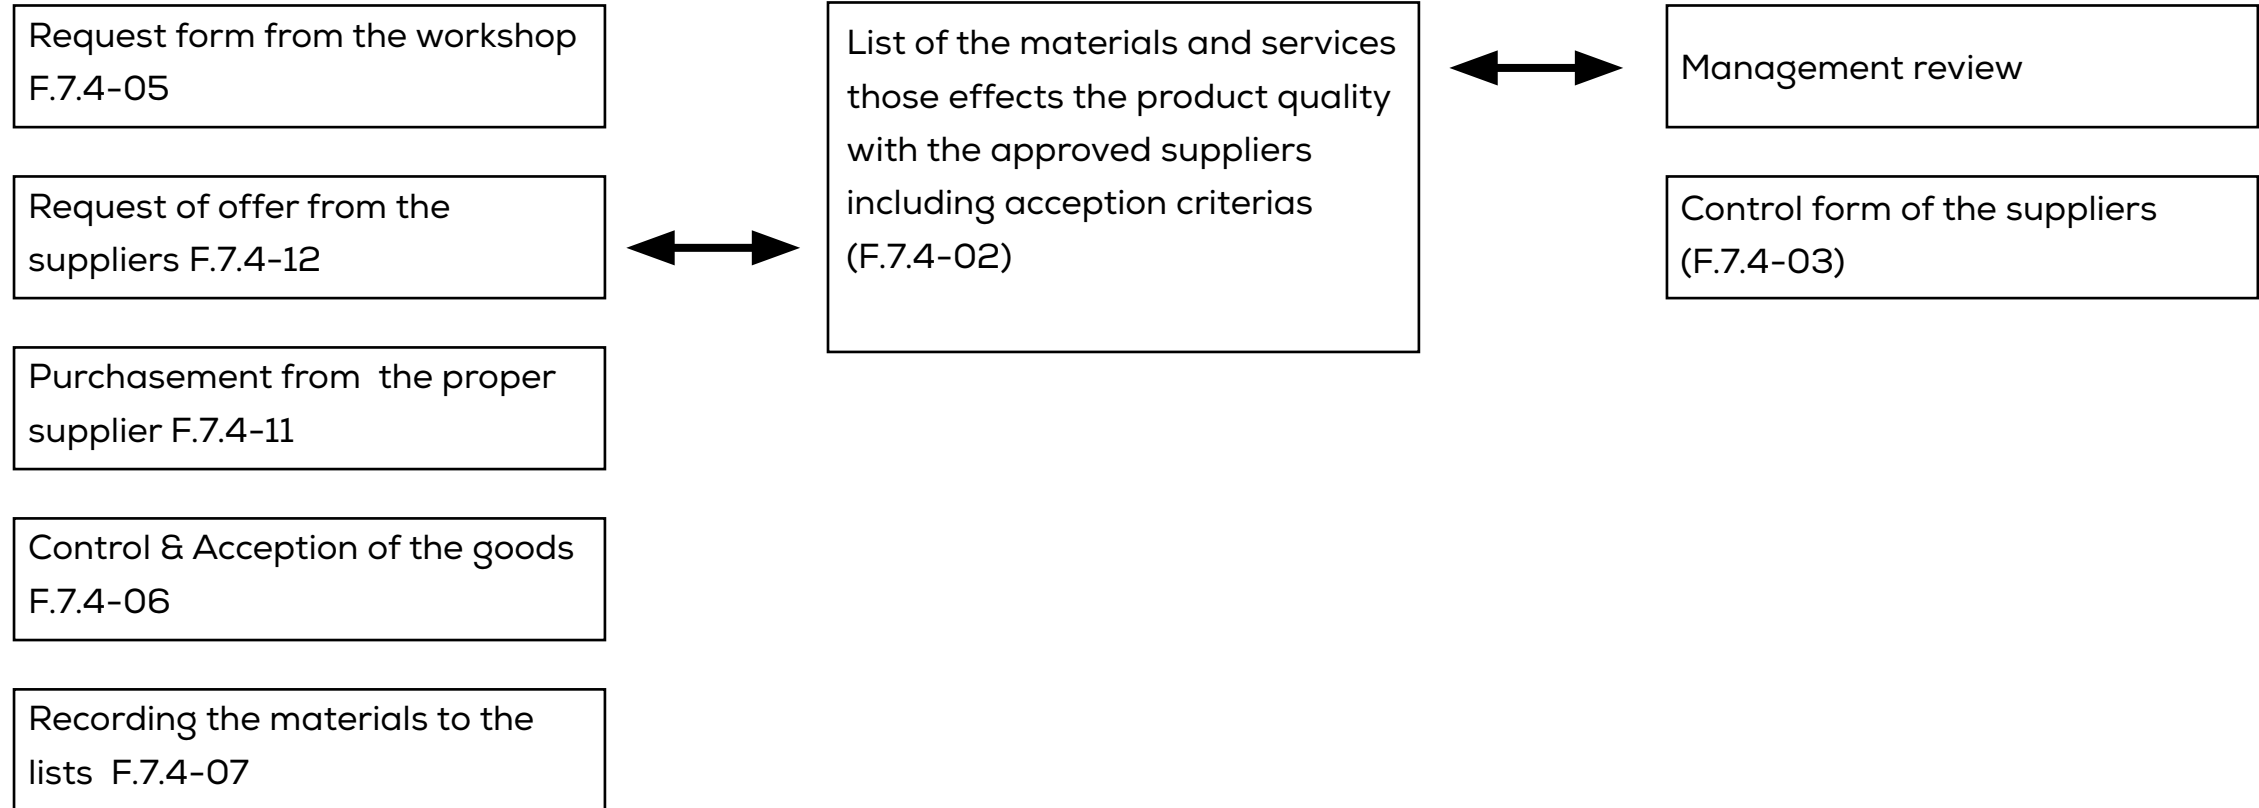 Request form from the workshop
F.7.4-05
Request of offer from the
suppliers F.7.4-12
Purchasement from  the proper
supplier F.7.4-11
Control & Acception of the goods
F.7.4-06
Recording the materials to the
lists  F.7.4-07
List of the materials and services
those effects the product quality
with the approved suppliers
including acception criterias
(F.7.4-02)
Management review
Control form of the suppliers
(F.7.4-03)